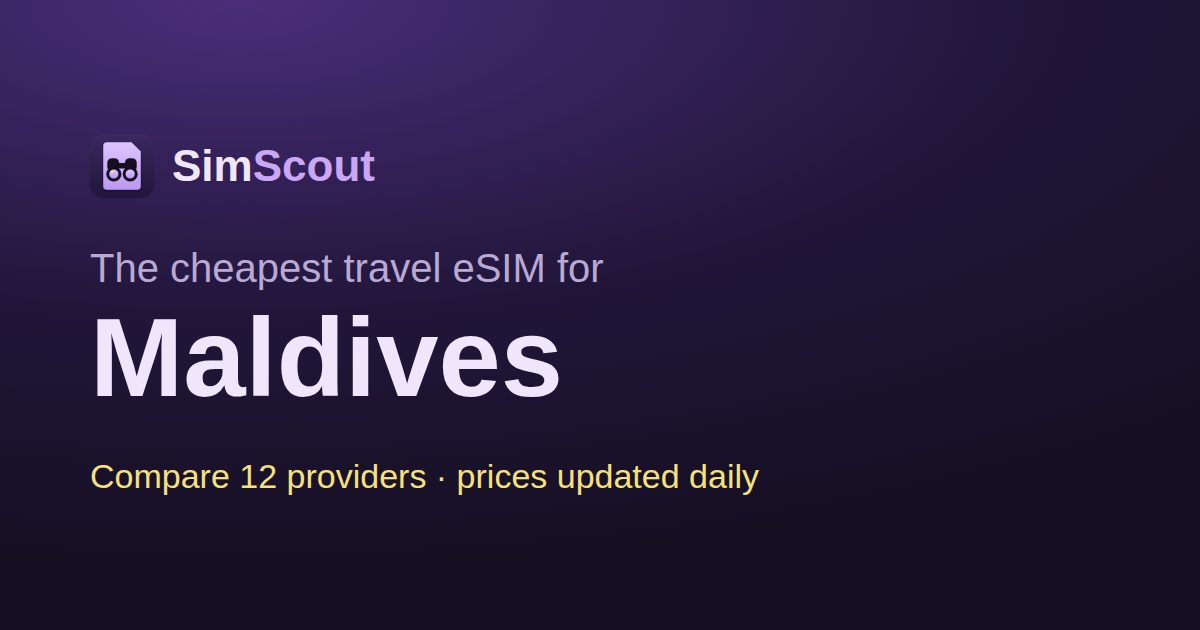 SimScout
The cheapest travel eSIM for
Maldives
Compare 12 providers · prices updated daily